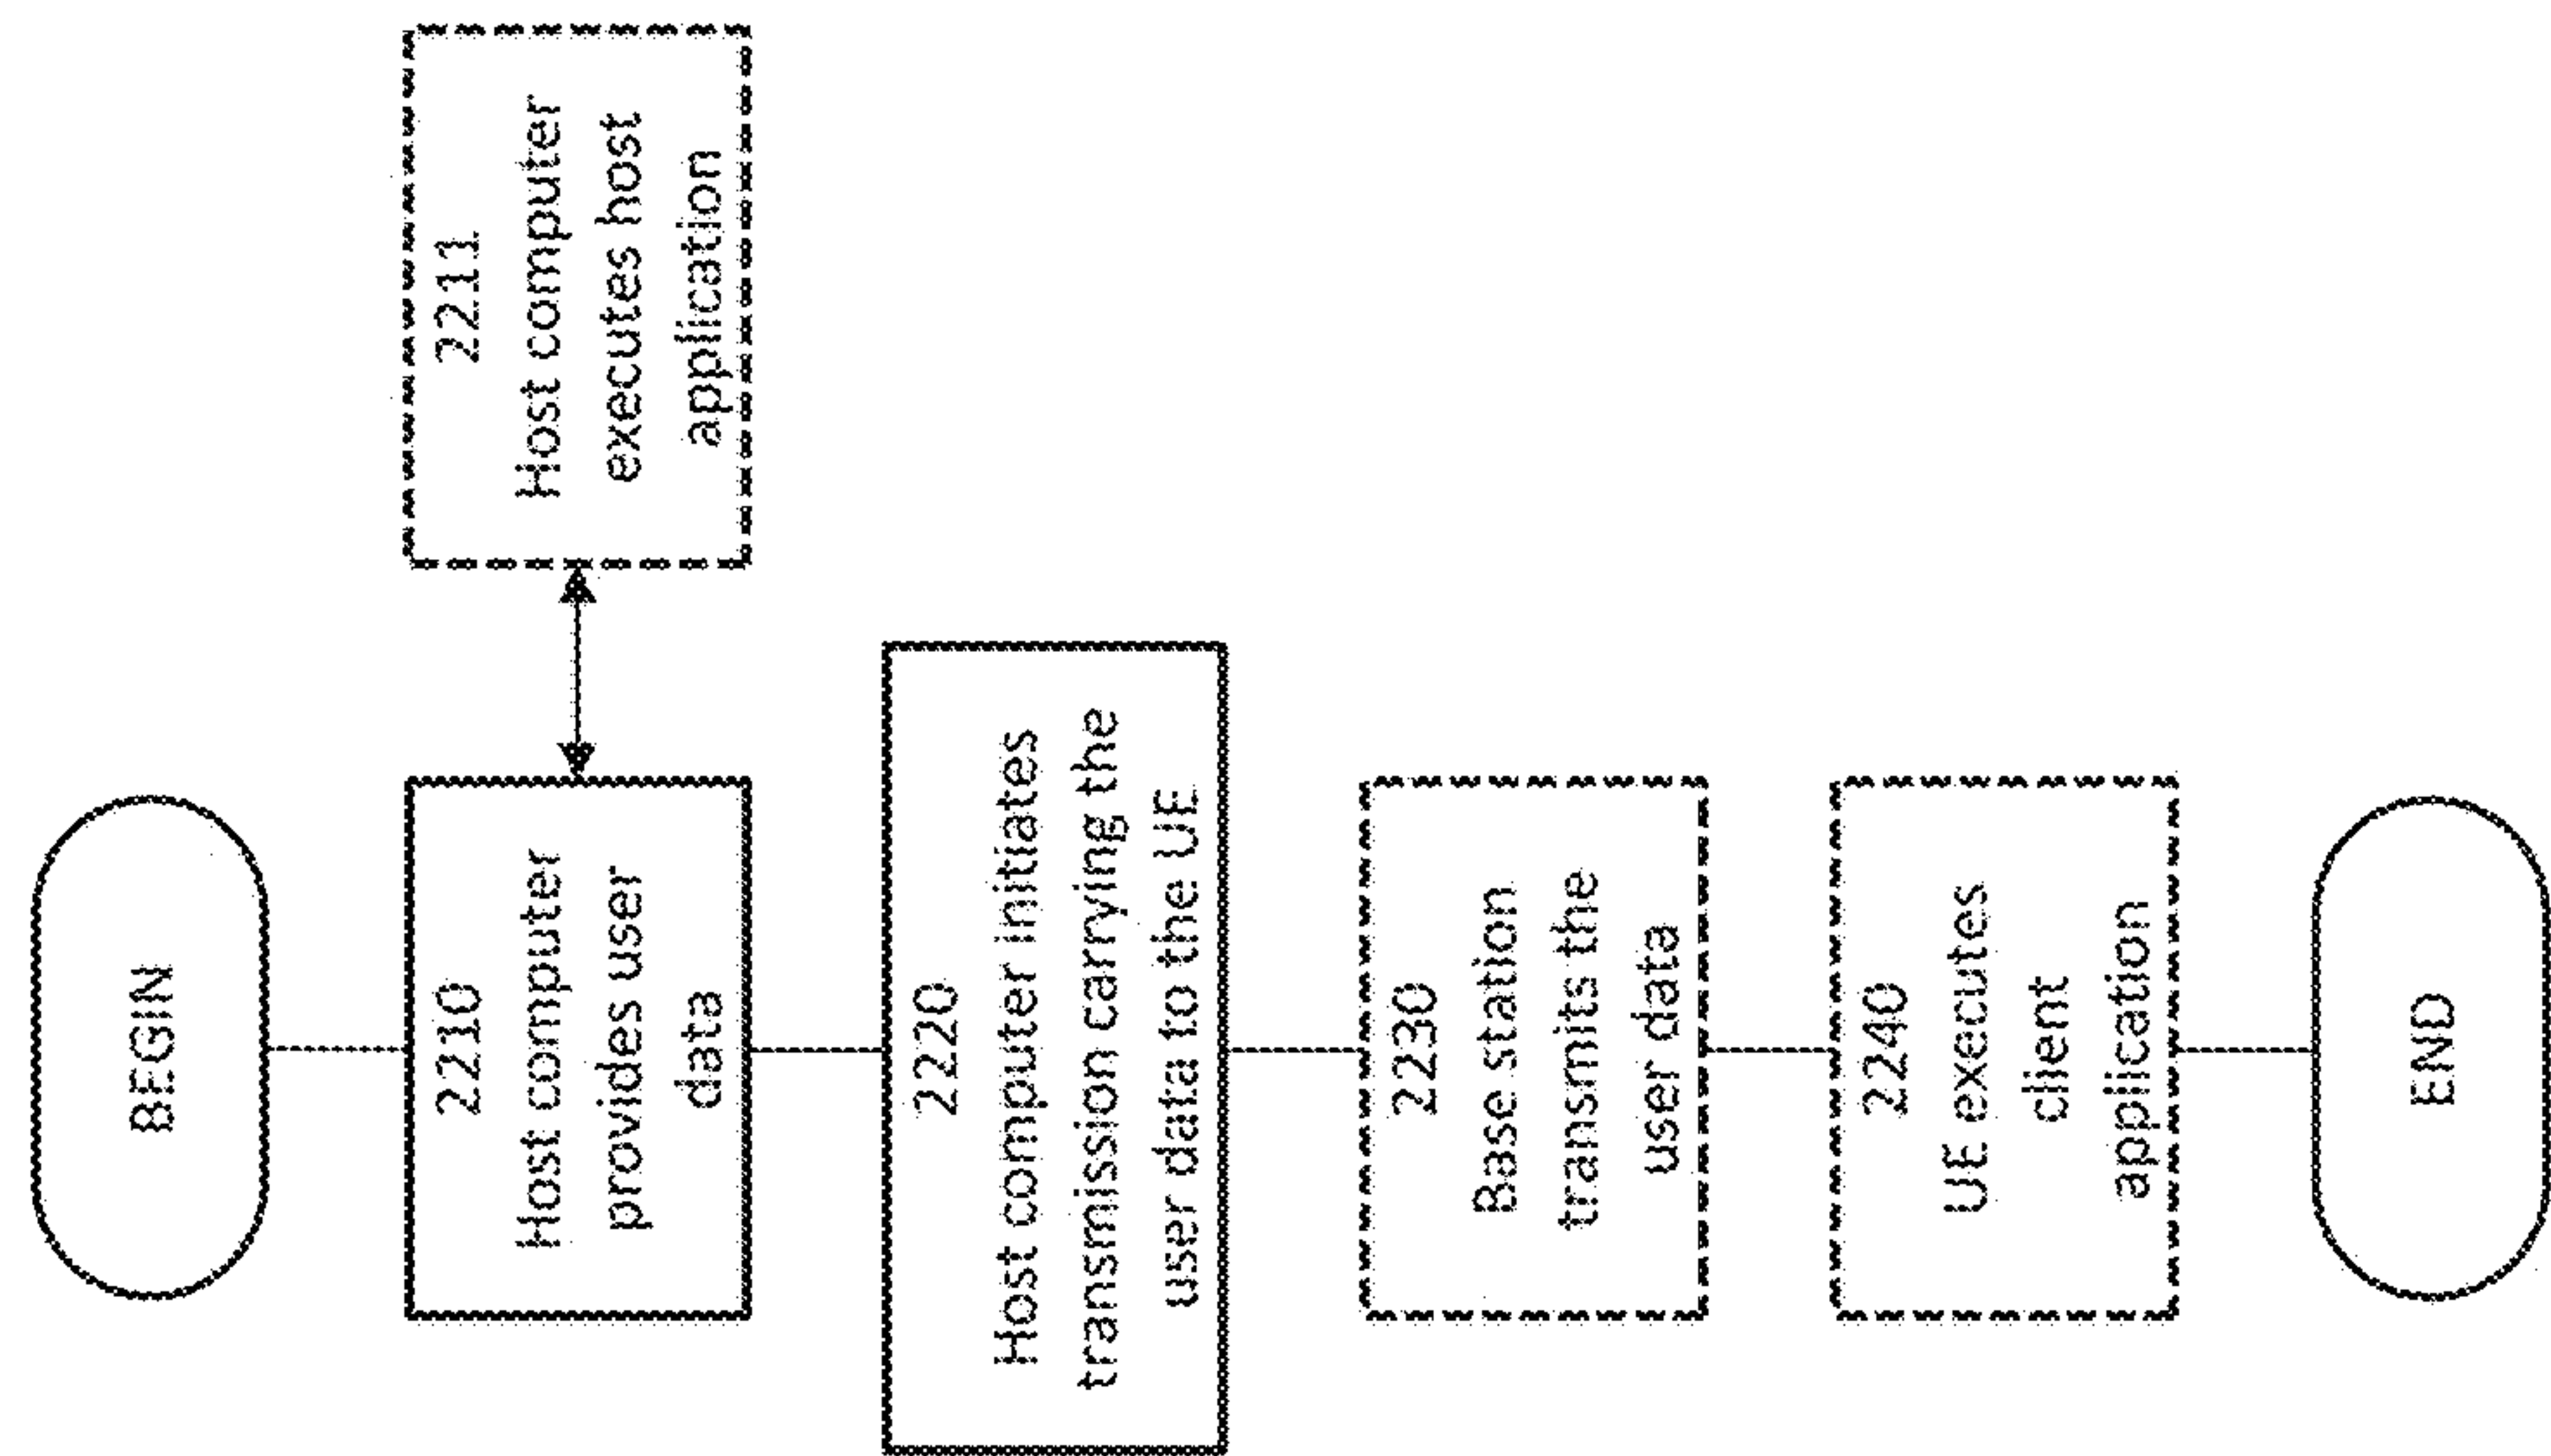 BEGIN
2210
Host computer
provides user
data
2211
Host computer
executes host
application
2220
Host computer initiates
transmission carrying the
user data to the UE
2230
Base station
transmits the
user data
2240
UE executes
client
application
END